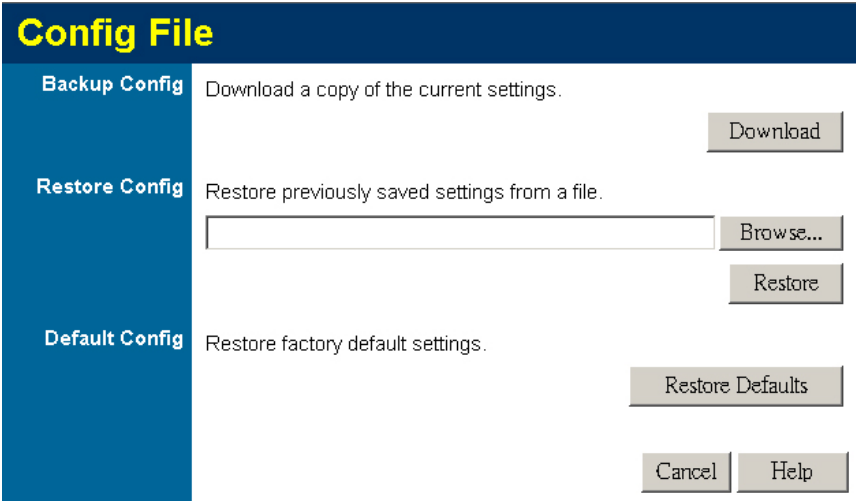 Config File
Backup Config
Download a copy of the current settings.
Download
Restore Config
Restore previously saved settings from a file.
Browse...
Restore
Default Config
Restore factory default settings.
Restore Defaults
Cancel Help